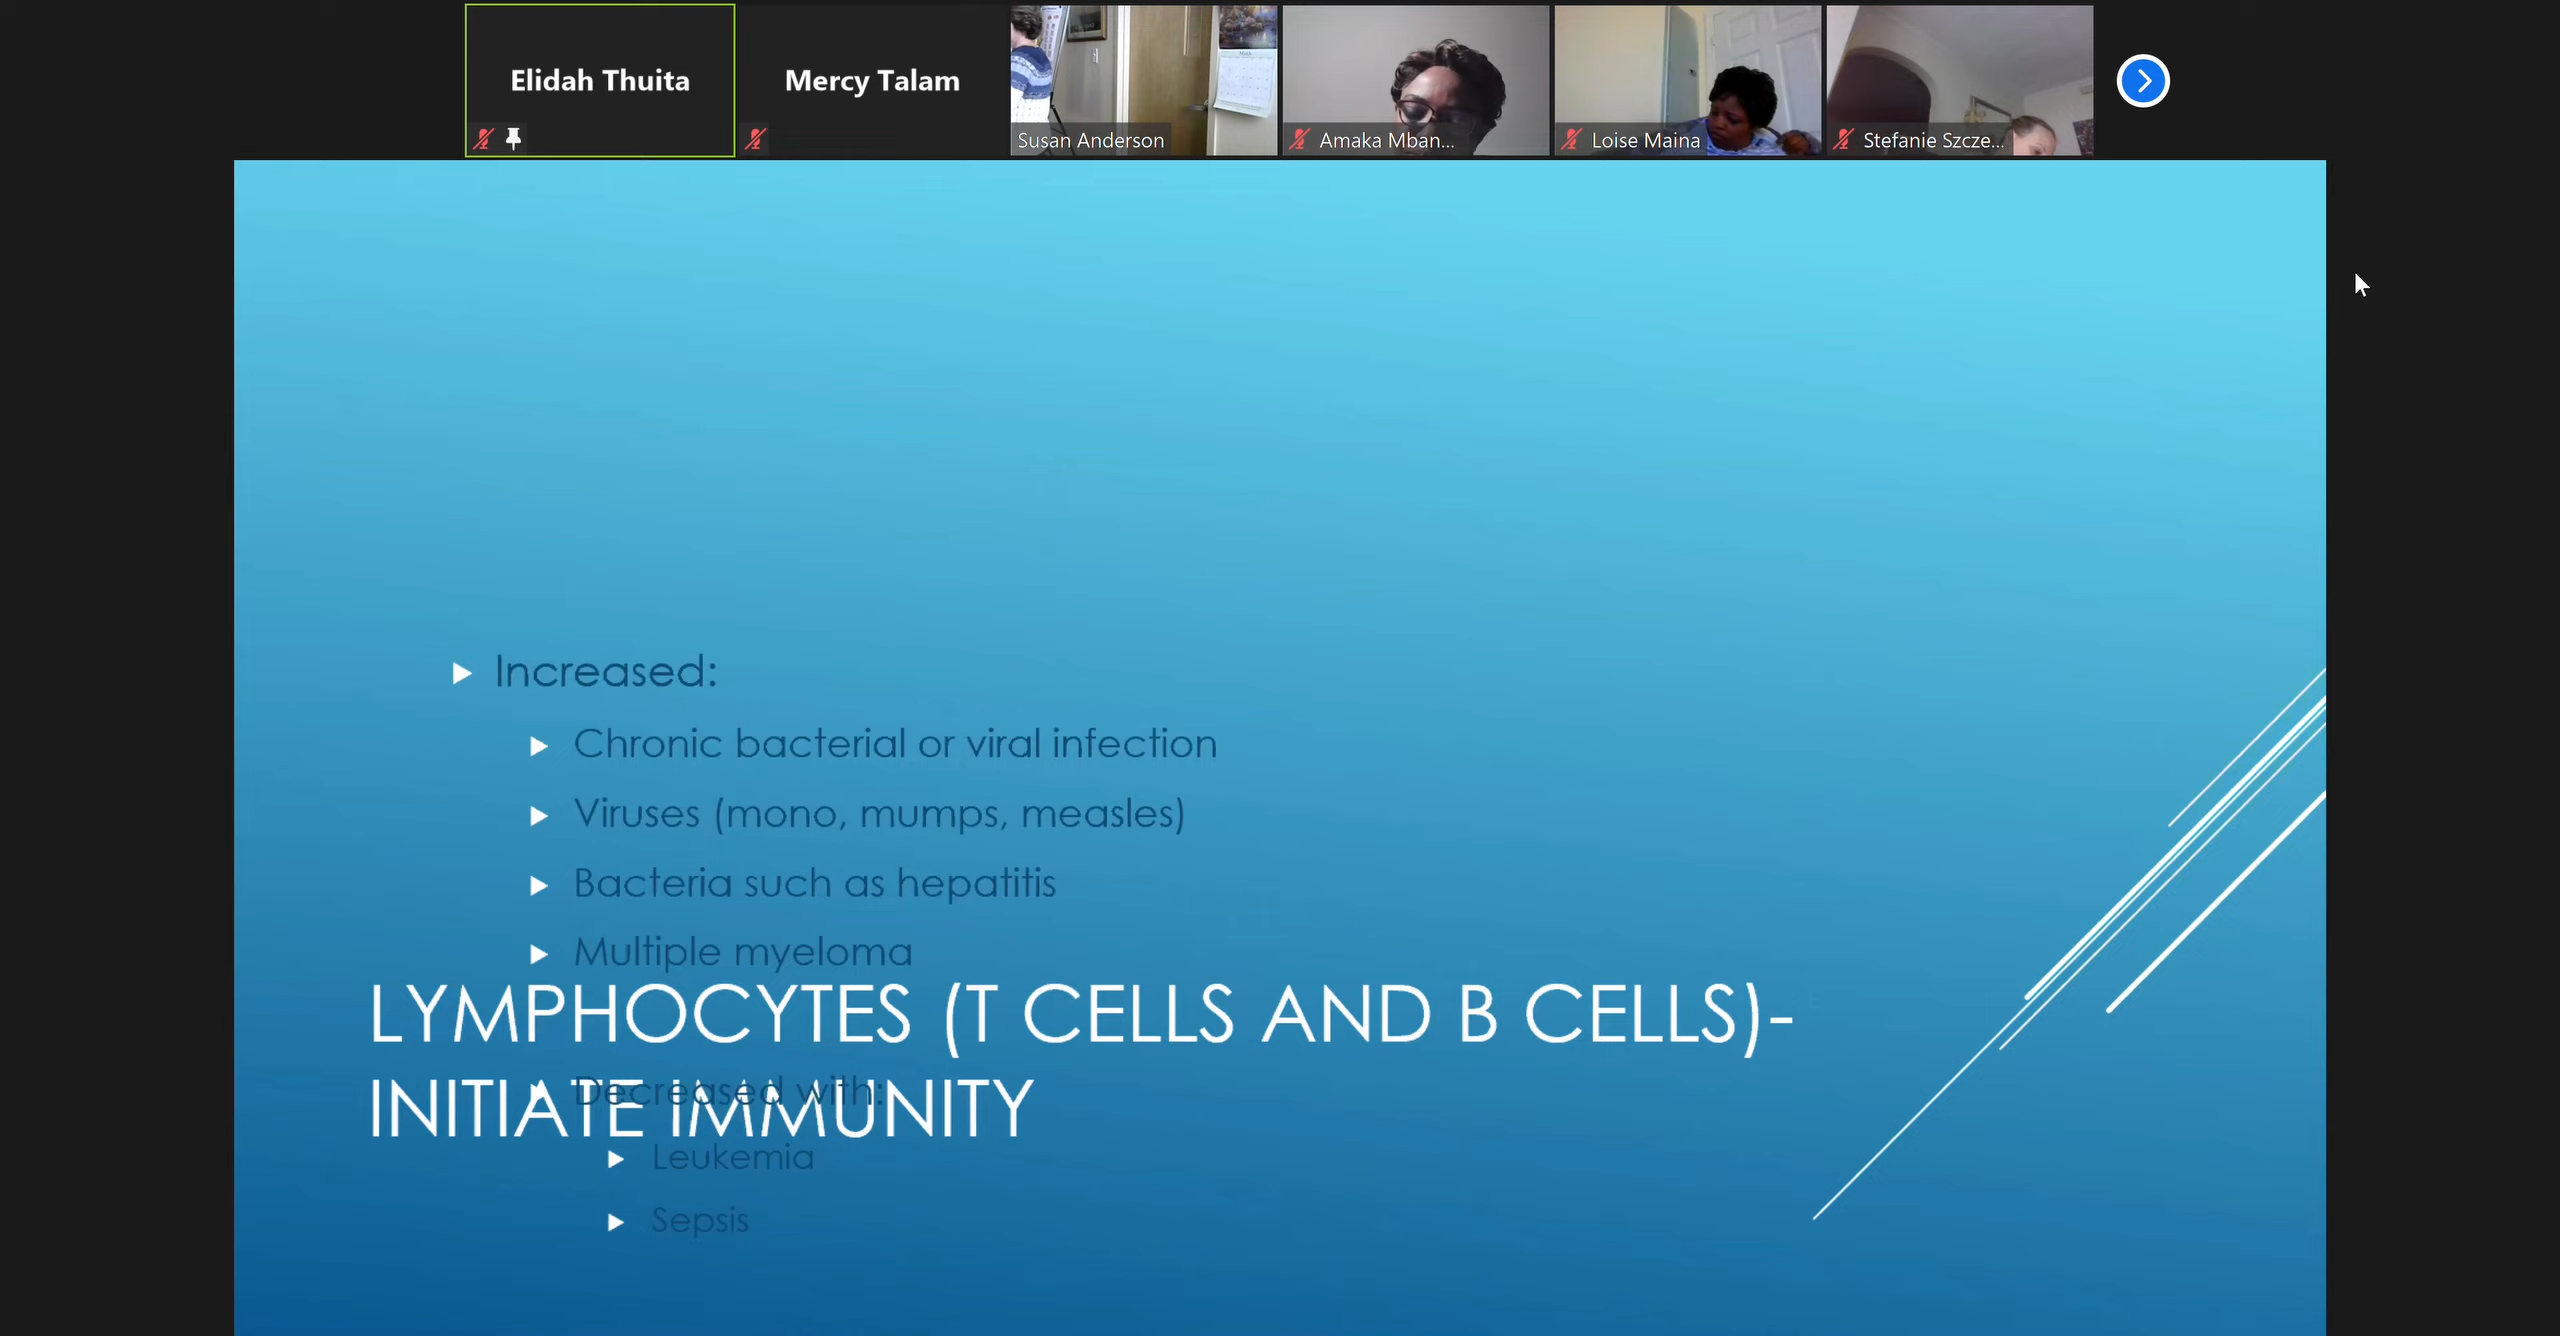 Elidah Thuita
Mercy Talam
Susan Anderson
Amaka Mban...
Loise Maina
Stefanie Szcze...
Increased:
Chronic bacterial or viral infection
Viruses (mono, mumps, measles)
Bacteria such as hepatitis
Multiple myeloma
LYMPHOCYTES (T CELLS AND B CELLS)-
INITIATE IMMUNITY
Decreased with:
Leukemia
Sepsis